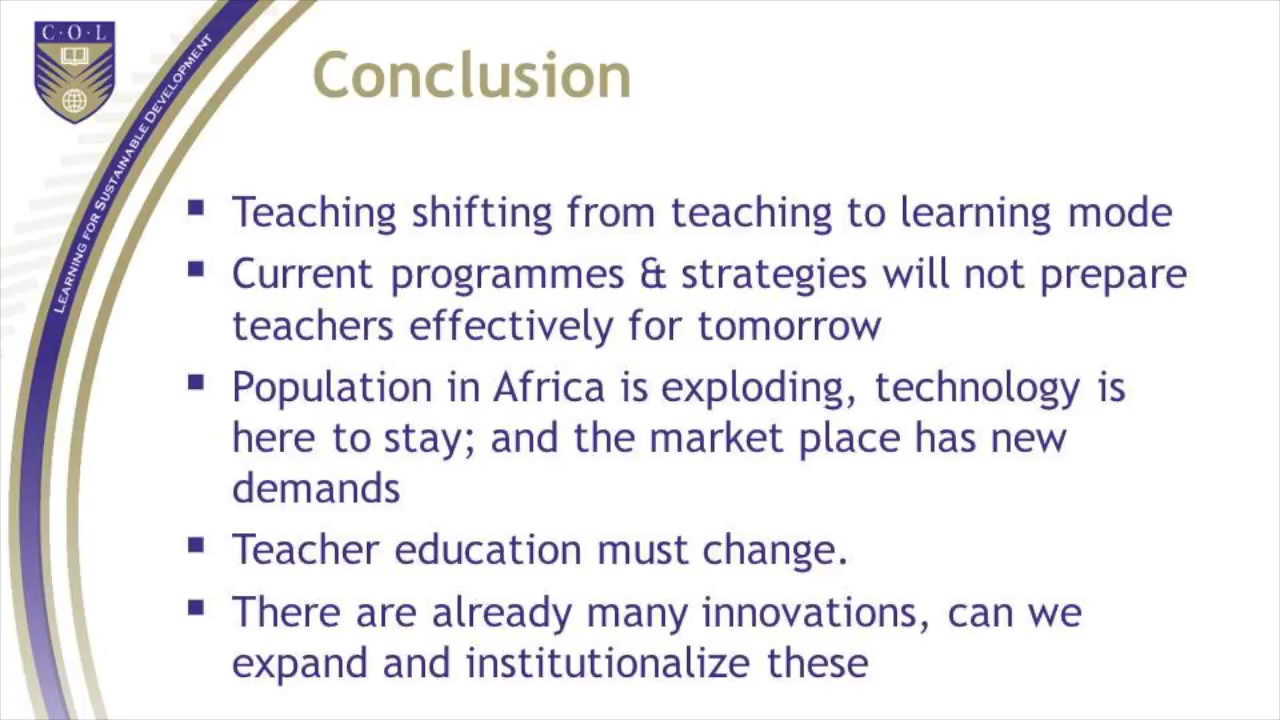 C·O·L
LEARNING FOR SUSTAINABLE DEVELOPMENT
Conclusion
▪ Teaching shifting from teaching to learning mode
▪ Current programmes & strategies will not prepare
teachers effectively for tomorrow
▪ Population in Africa is exploding, technology is
here to stay; and the market place has new
demands
▪ Teacher education must change.
▪ There are already many innovations, can we
expand and institutionalize these